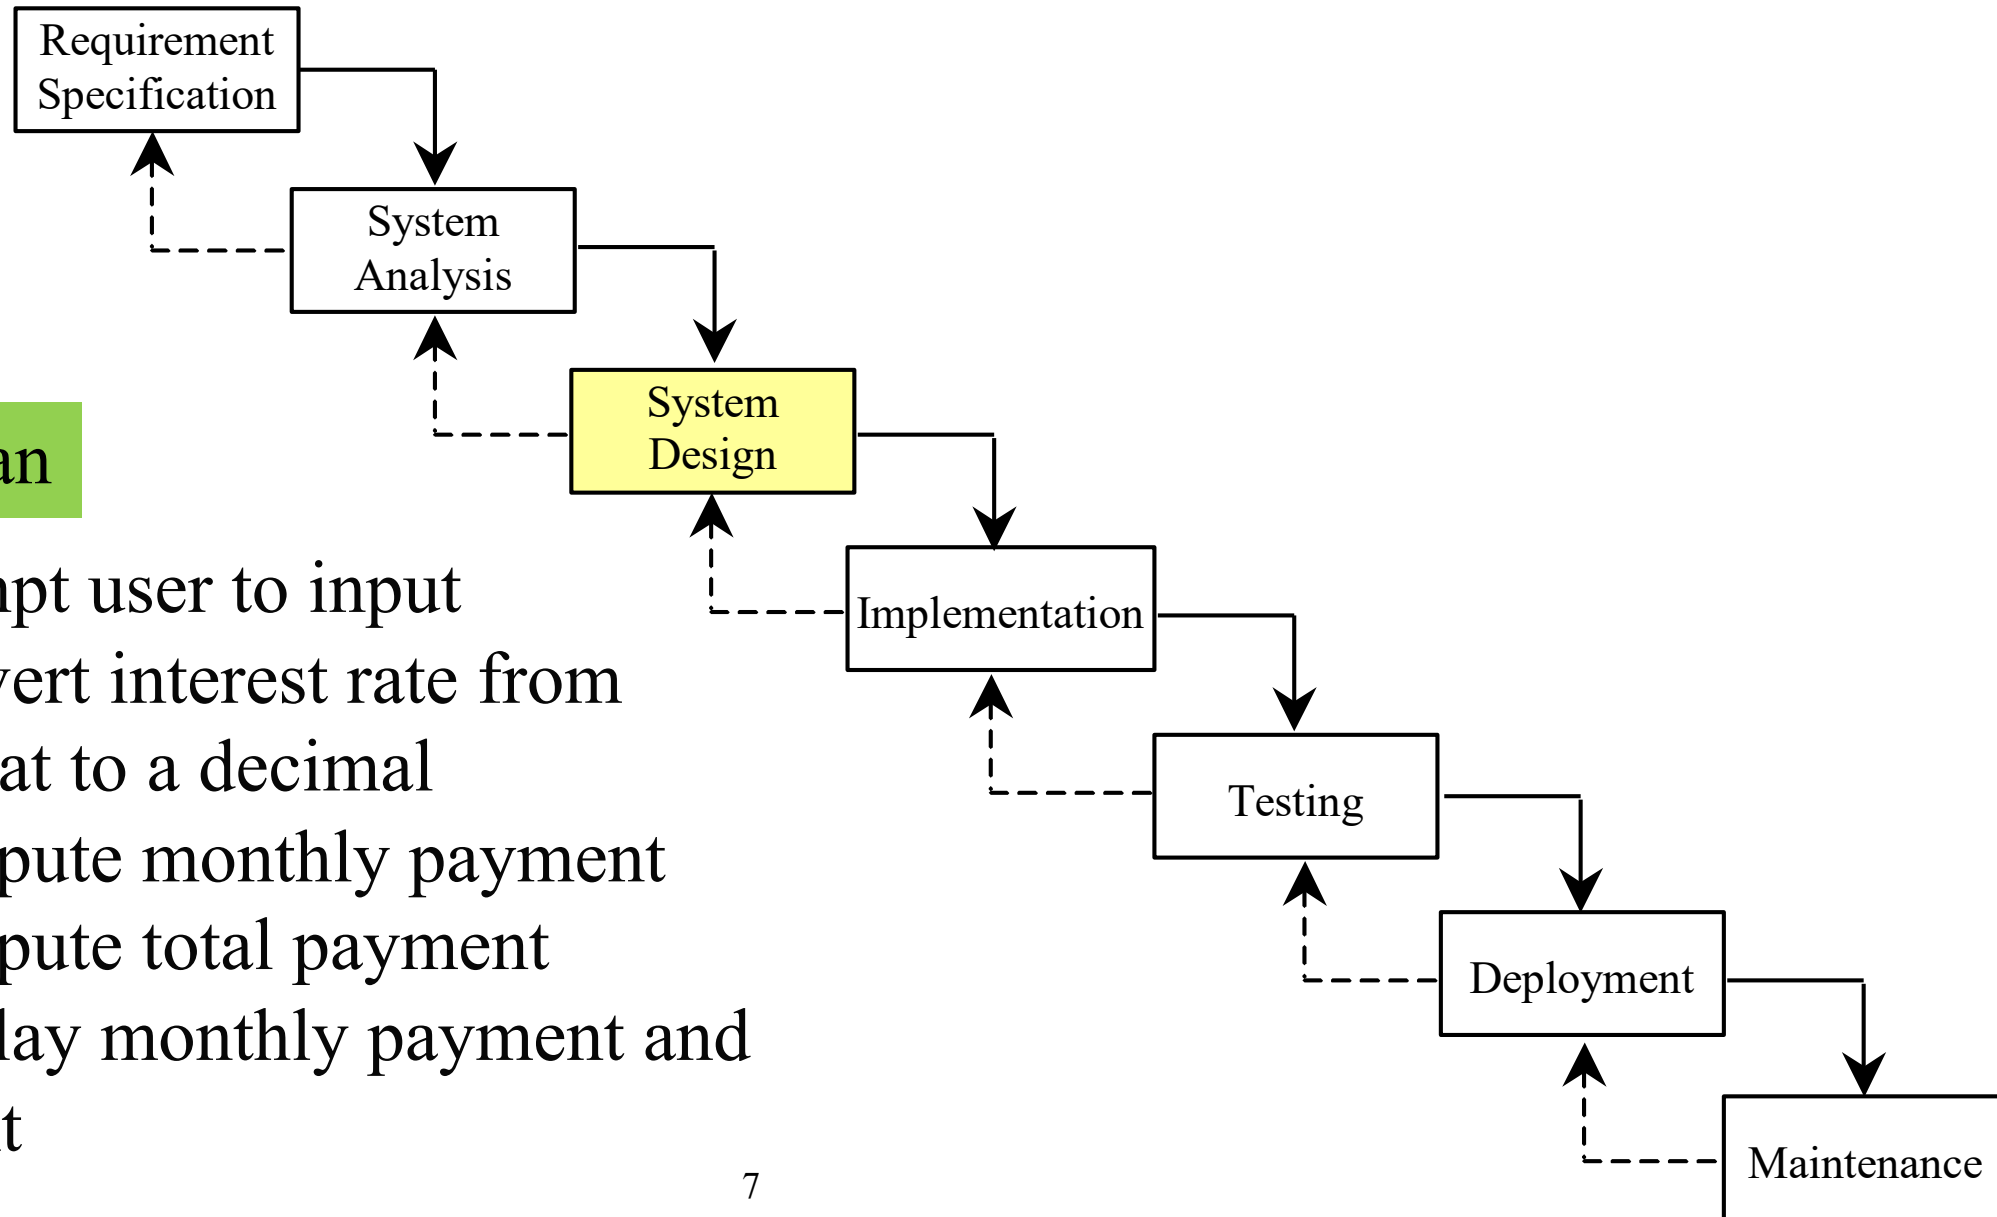 Requirement
Specification
System
Analysis
System
Design
Implementation
Testing
Deployment
Maintenance
an
npt user to input
vert interest rate from
at to a decimal
pute monthly payment
pute total payment
lay monthly payment and
t
7